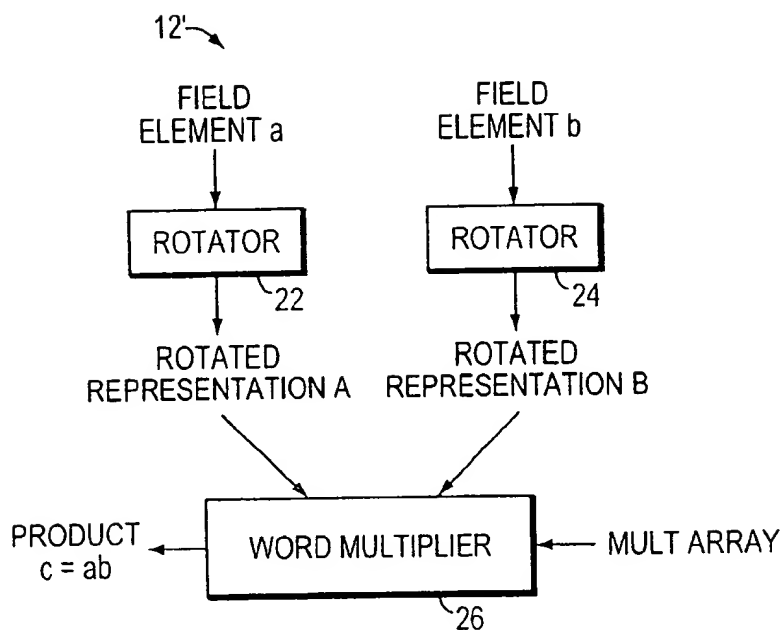 12'
FIELD
ELEMENT a
FIELD
ELEMENT b
ROTATOR
22
ROTATOR
24
ROTATED
REPRESENTATION A
ROTATED
REPRESENTATION B
PRODUCT
c = ab
WORD MULTIPLIER
26
MULT ARRAY